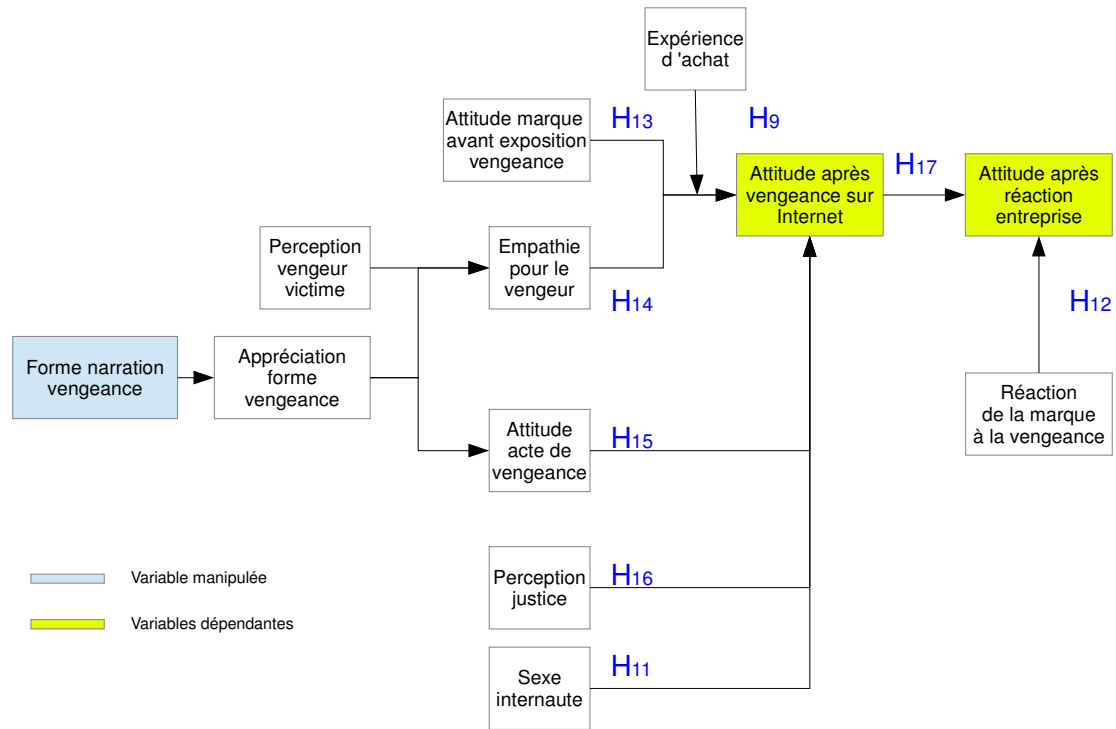 Expérience
d 'achat
Attitude marque
avant exposition
vengeance
H13
H9
Attitude après
vengeance sur
Internet
H17
Attitude après
réaction
entreprise
Perception
vengeur
victime
Empathie
pour le
vengeur
H14
H12
Forme narration
vengeance
Appréciation
forme
vengeance
Réaction
de la marque
à la vengeance
Attitude
acte de
vengeance
H15
Variable manipulée
Perception
justice
H16
Variables dépendantes
Sexe
internaute
H11